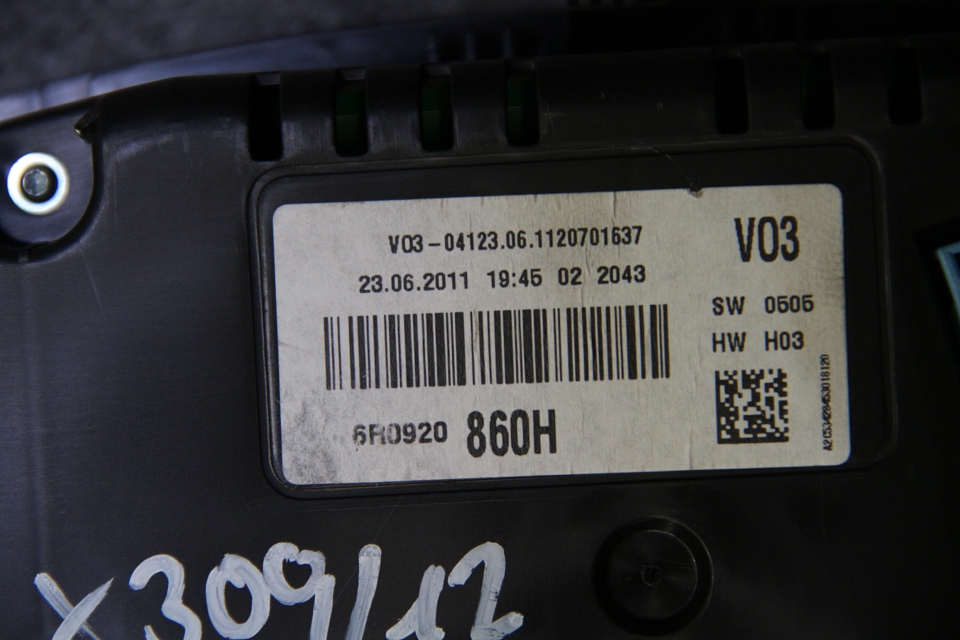 V03-04123.06.1120701637
V03
23.06.2011 19:45 02 2043
SW 0505
HW H03
6R0920 860H
A2C53428453018120
X309/12